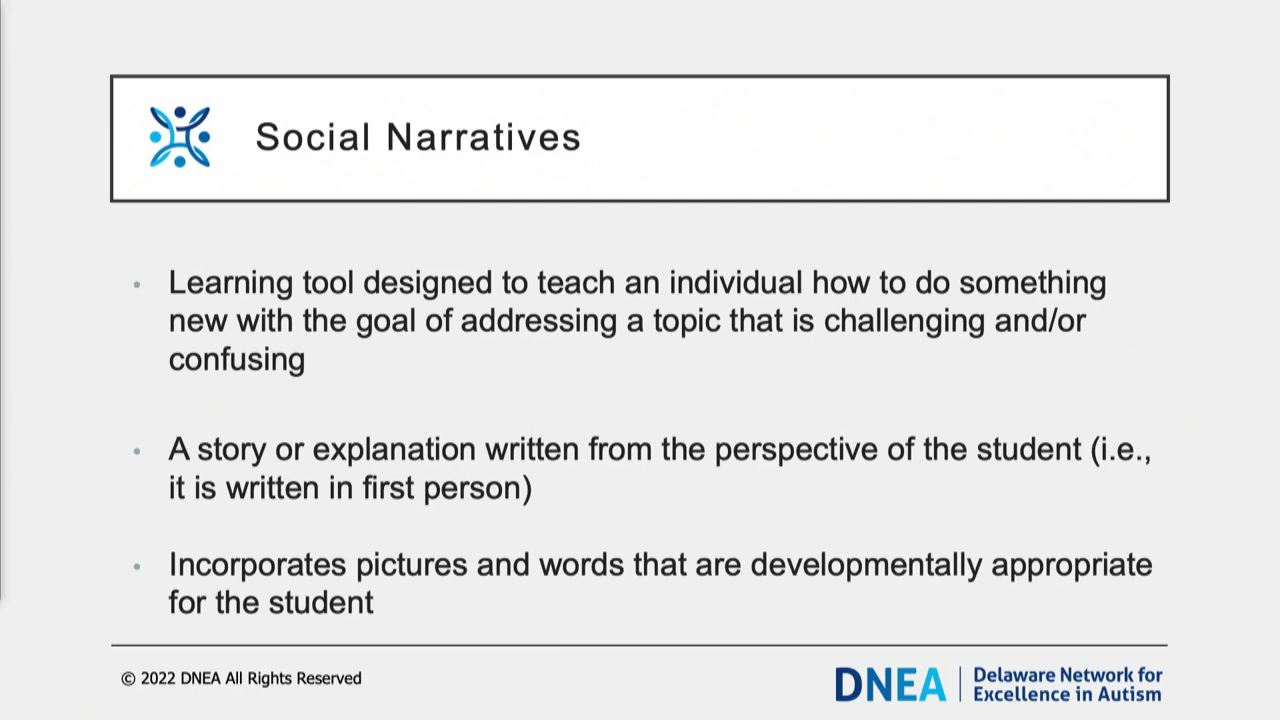 Social Narratives
• Learning tool designed to teach an individual how to do something
new with the goal of addressing a topic that is challenging and/or
confusing
• A story or explanation written from the perspective of the student (i.e.,
it is written in first person)
• Incorporates pictures and words that are developmentally appropriate
for the student
© 2022 DNEA All Rights Reserved
DNEA
Delaware Network for
Excellence in Autism